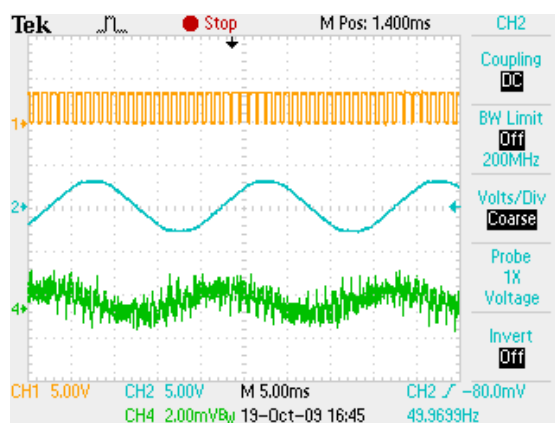 Tek Stop M Pos: 1.400ms CH2
Coupling
DC
BW Limit
Off
200MHz
Volts/Div
Coarse
Probe
1X
Voltage
Invert
Off
1
2
4
CH1 5.00V CH2 5.00V M 5.00ms CH2 -80.0mV
CH4 2.00mVBw 19-Oct-09 16:45 49.9699Hz